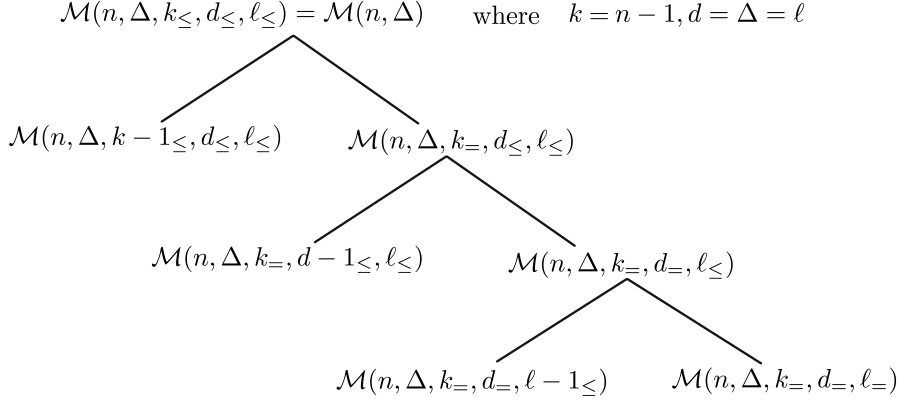 ℳ(n, Δ, k≤, d≤, ℓ≤) = ℳ(n, Δ) where k = n − 1, d = Δ = ℓ
ℳ(n, Δ, k − 1≤, d≤, ℓ≤) ℳ(n, Δ, k=, d≤, ℓ≤)
ℳ(n, Δ, k=, d − 1≤, ℓ≤) ℳ(n, Δ, k=, d=, ℓ≤)
ℳ(n, Δ, k=, d=, ℓ − 1≤) ℳ(n, Δ, k=, d=, ℓ=)